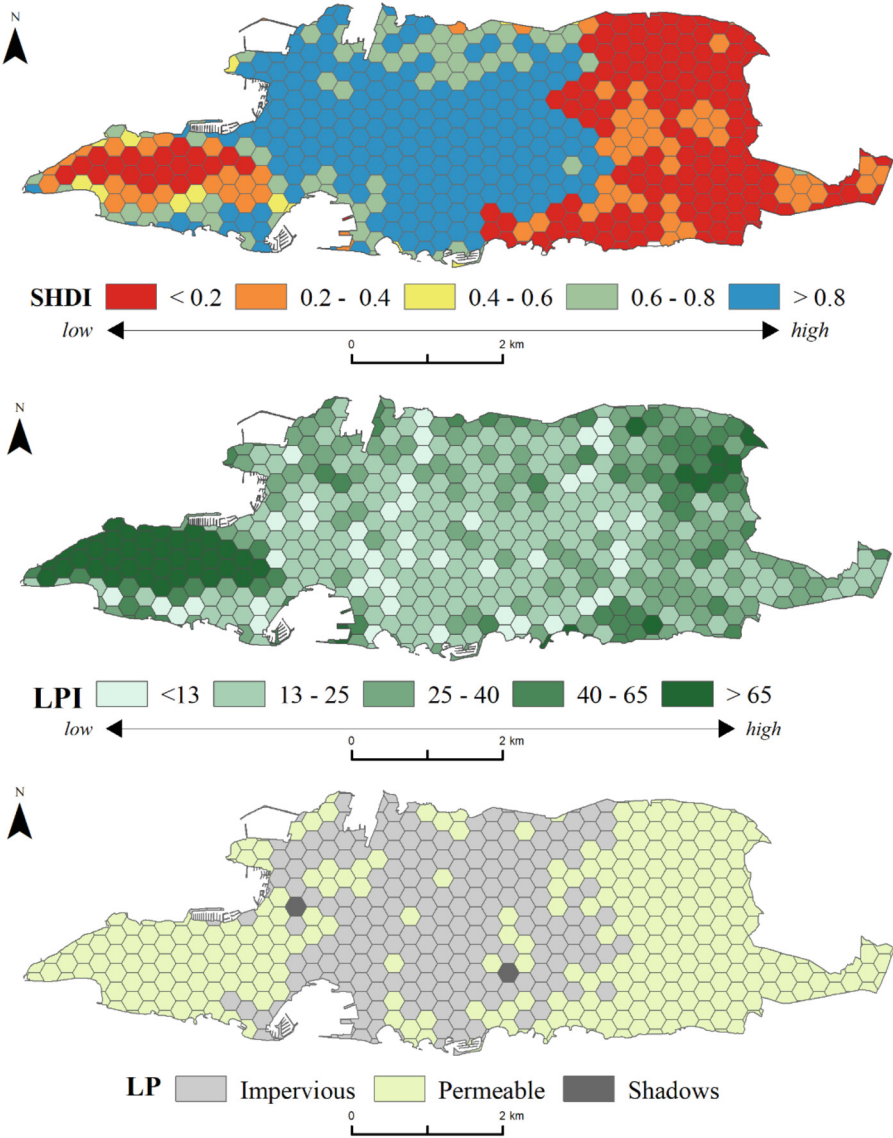 N
SHDI < 0.2 0.2 - 0.4 0.4 - 0.6 0.6 - 0.8 > 0.8
low high
0 2 km
N
LPI <13 13 - 25 25 - 40 40 - 65 > 65
low high
0 2 km
N
LP Impervious Permeable Shadows
0 2 km